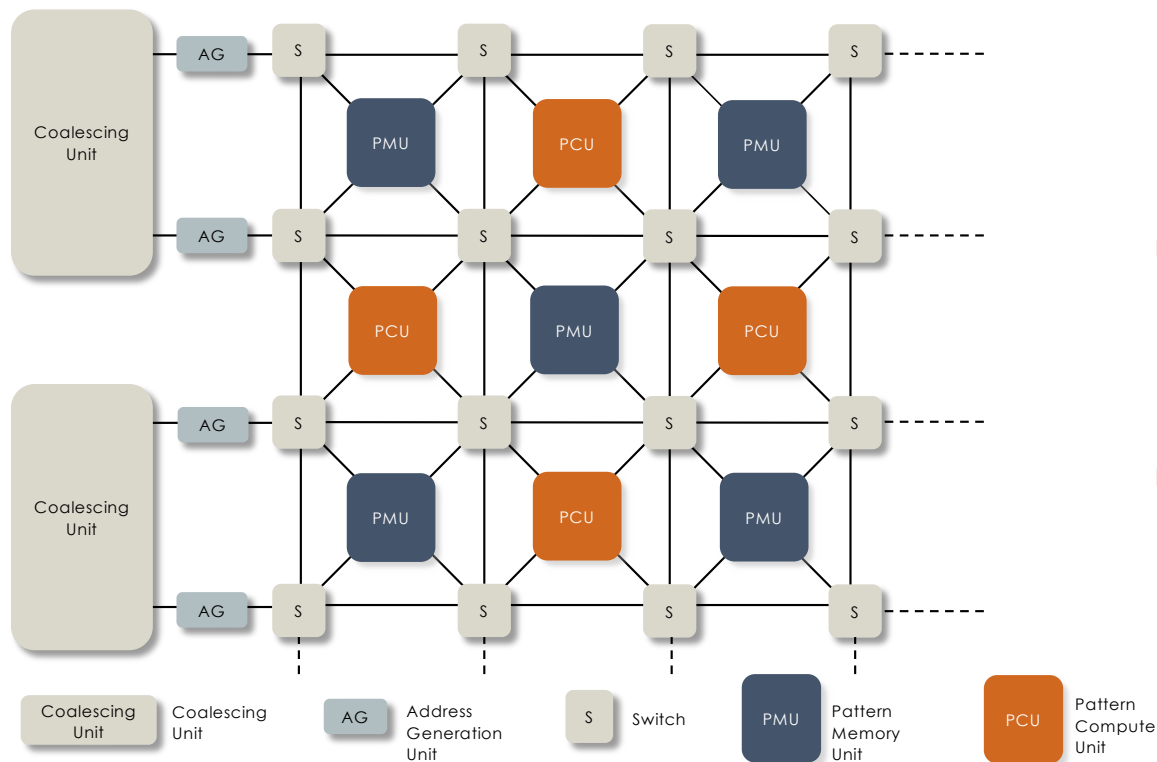 AG S S S S
Coalescing
Unit
PMU PCU PMU
AG S S S S
PCU PMU PCU
AG S S S S
Coalescing
Unit
PMU PCU PMU
AG S S S S
Coalescing
Unit
Coalescing
Unit
AG
Address
Generation
Unit
S
Switch
PMU
Pattern
Memory
Unit
PCU
Pattern
Compute
Unit